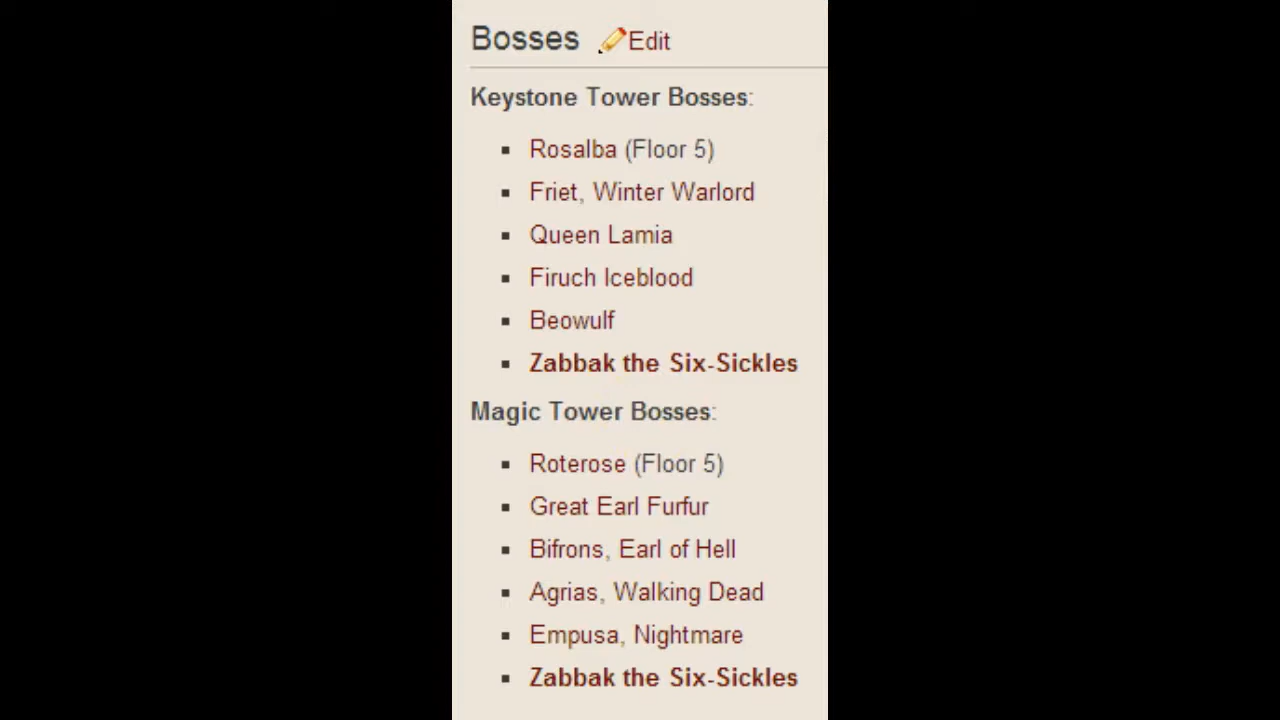 Bosses Edit
Keystone Tower Bosses:
Rosalba (Floor 5)
Friet, Winter Warlord
Queen Lamia
Firuch Iceblood
Beowulf
Zabbak the Six-Sickles
Magic Tower Bosses:
Roterose (Floor 5)
Great Earl Furfur
Bifrons, Earl of Hell
Agrias, Walking Dead
Empusa, Nightmare
Zabbak the Six-Sickles